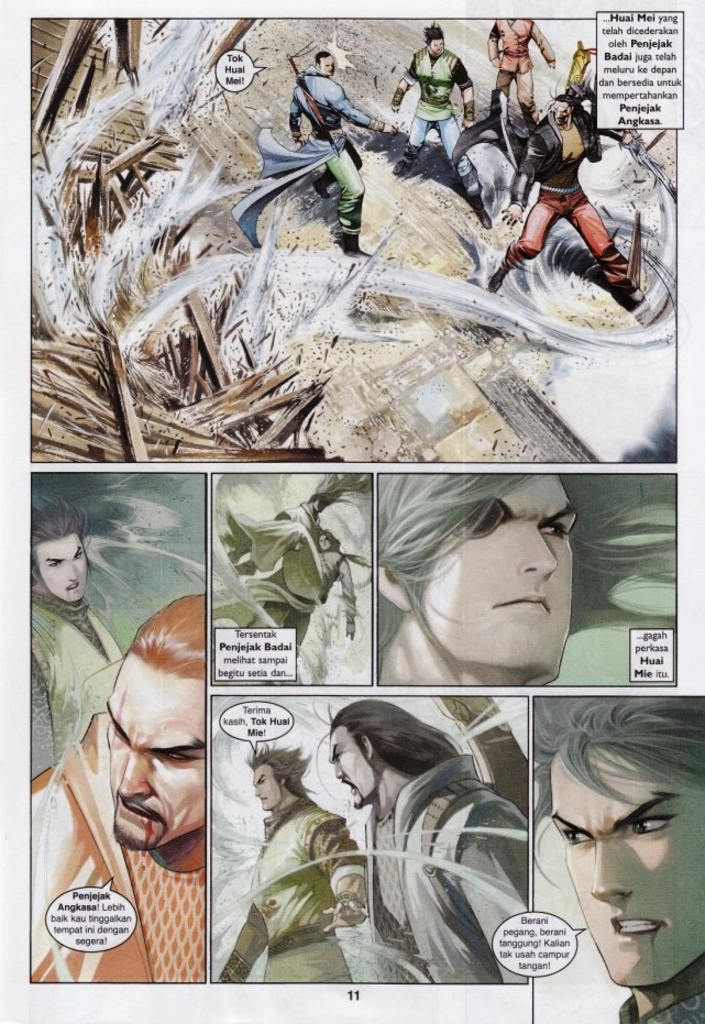 Tok
Huai
Mei!
...Huai Mei yang
telah dicederakan
oleh Penjejak
Badai juga telah
meluru ke depan
dan bersedia untuk
mempertahankan
Penjejak
Angkasa.
Penjejak
Angkasa! Lebih
baik kau tinggalkan
tempat ini dengan
segera!
Tersentak
Penjejak Badai
melihat sampai
begitu setia dan...
...gagah
perkasa
Huai
Mie itu.
Terima
kasih, Tok Huai
Mie!
Berani
pegang, berani
tanggung! Kalian
tak usah campur
tangan!
11